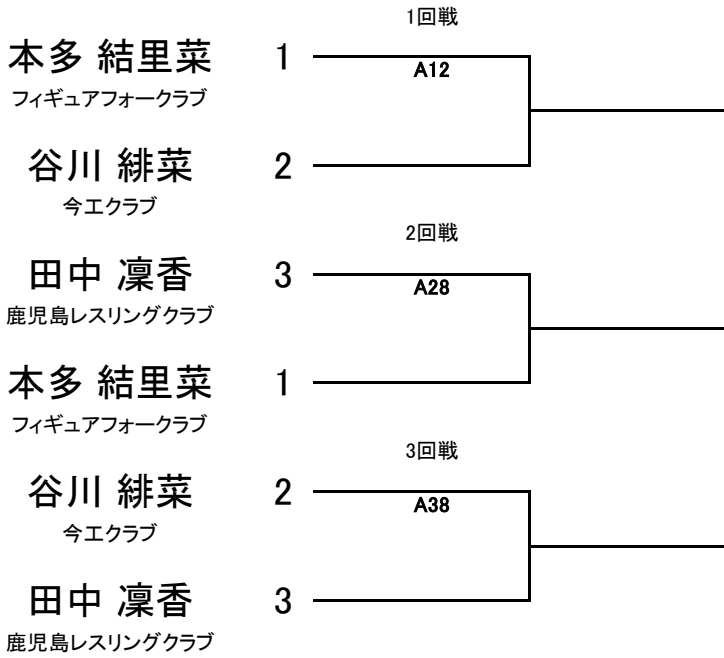 1回戦
本多 結里菜 1
A12
フィギュアフォークラブ
谷川 緋菜 2
今工クラブ
2回戦
田中 凜香 3
A28
鹿児島レスリングクラブ
本多 結里菜 1
フィギュアフォークラブ
3回戦
谷川 緋菜 2
A38
今工クラブ
田中 凜香 3
鹿児島レスリングクラブ